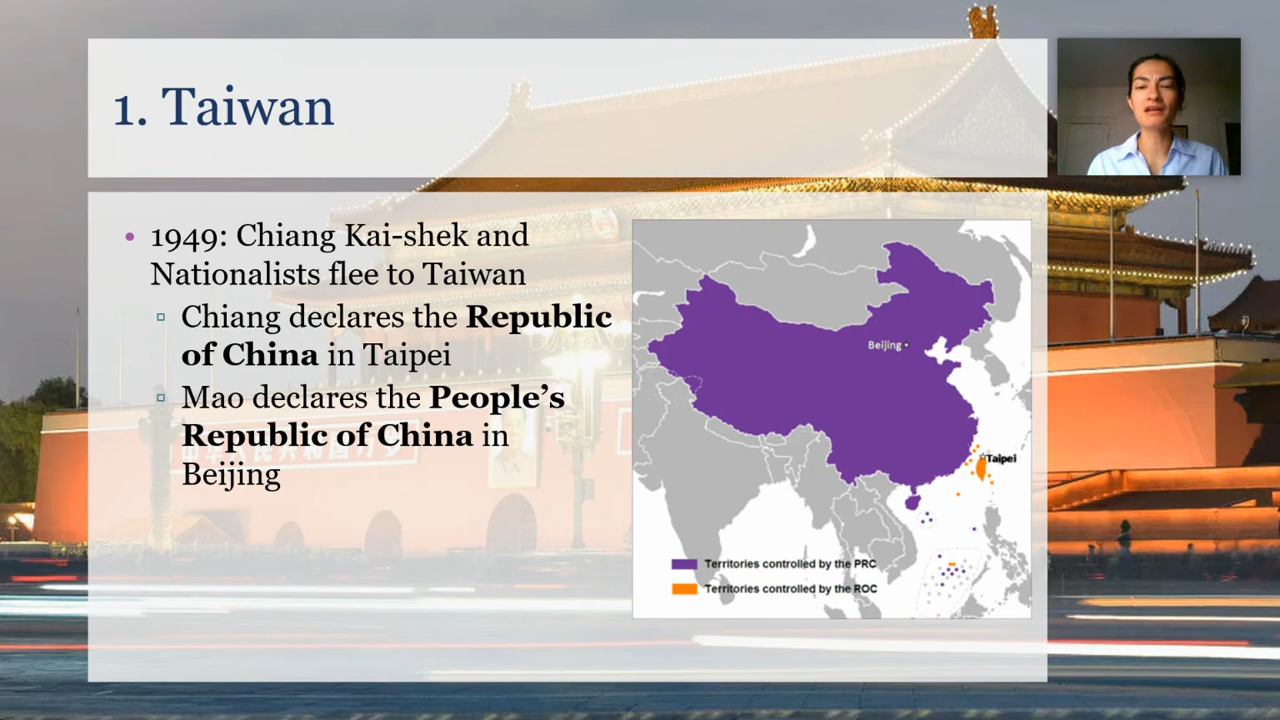 1. Taiwan
1949: Chiang Kai-shek and
Nationalists flee to Taiwan
Chiang declares the Republic
of China in Taipei
Mao declares the People's
Republic of China in
Beijing
Beijing
Taipei
Territories controlled by the PRC
Territories controlled by the ROC